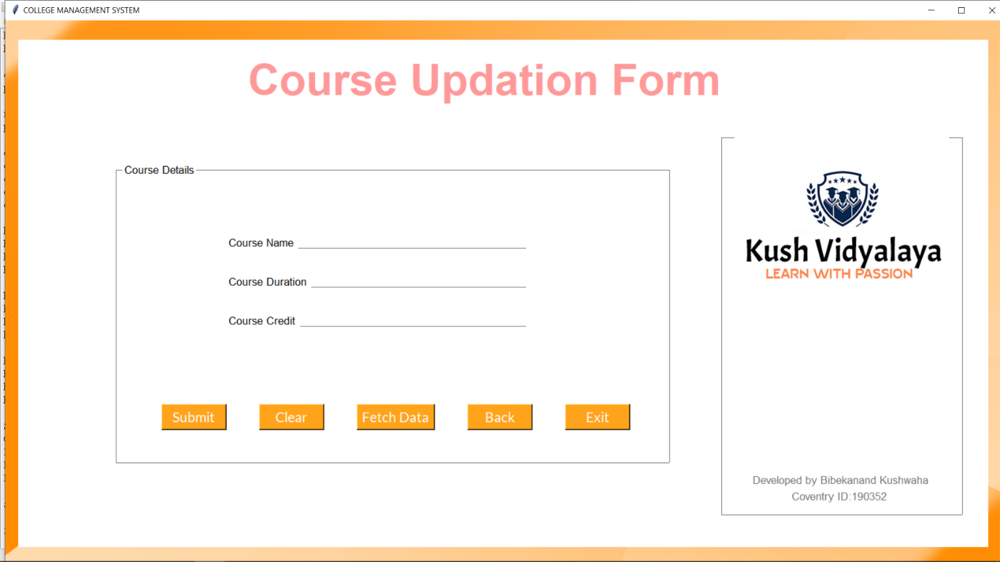 COLLEGE MANAGEMENT SYSTEM
Course Updation Form
Course Details
Course Name
Course Duration
Course Credit
Submit Clear Fetch Data Back Exit
Kush Vidyalaya
LEARN WITH PASSION
Developed by Bibekanand Kushwaha
Coventry ID:190352